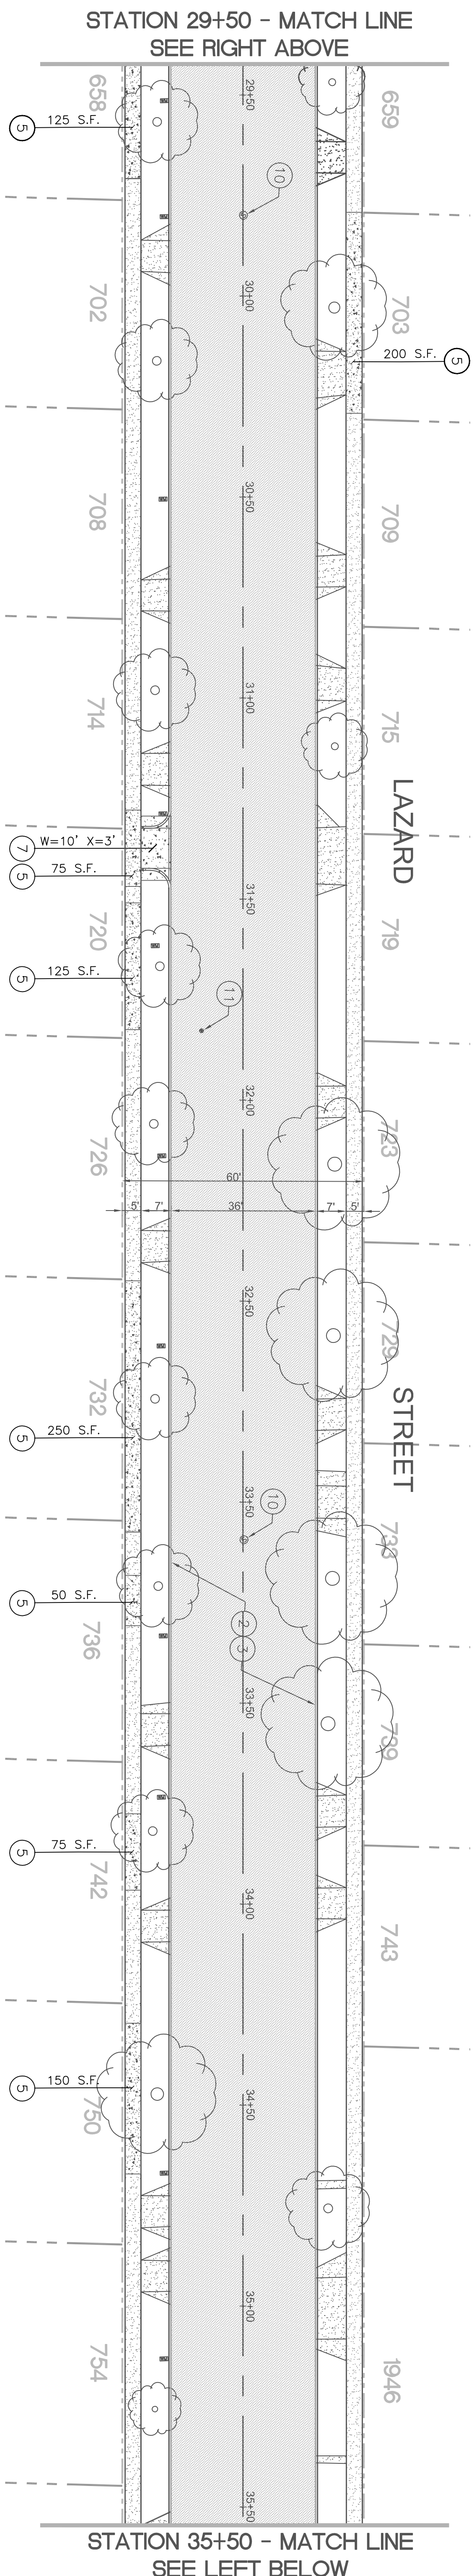 STATION 29+50 - MATCH LINE
SEE RIGHT ABOVE
658
29+50
659
5 125 S.F.
10
702
30+00
703
200 S.F. 5
708
30+50
709
714
31+00
715
LAZARD
7 W=10' X=3'
5 75 S.F.
31+50
720
719
5 125 S.F.
11
32+00
726
723
60'
5' 7' 36' 7' 5'
32+50
729
732
STREET
5 250 S.F.
33+50
10
733
5 50 S.F.
2
3
736
33+50
739
5 75 S.F.
742
34+00
743
5 150 S.F.
750
34+50
35+00
754
1946
35+50
STATION 35+50 - MATCH LINE
SEE LEFT BELOW